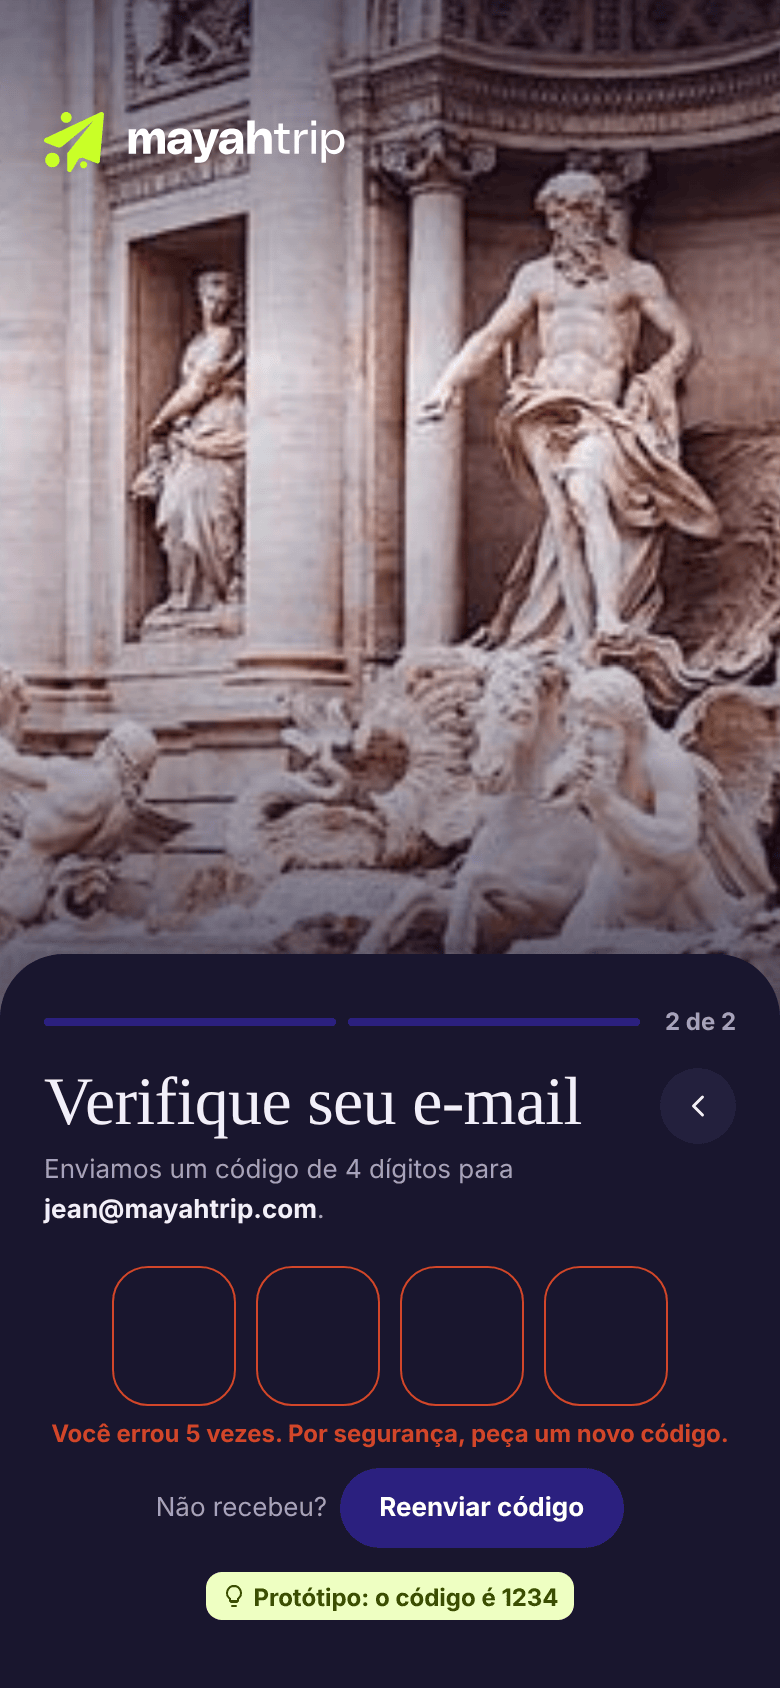 mayahtrip
2 de 2
Verifique seu e-mail
Enviamos um código de 4 dígitos para
jean@mayahtrip.com.
Você errou 5 vezes. Por segurança, peça um novo código.
Não recebeu? Reenviar código
Protótipo: o código é 1234